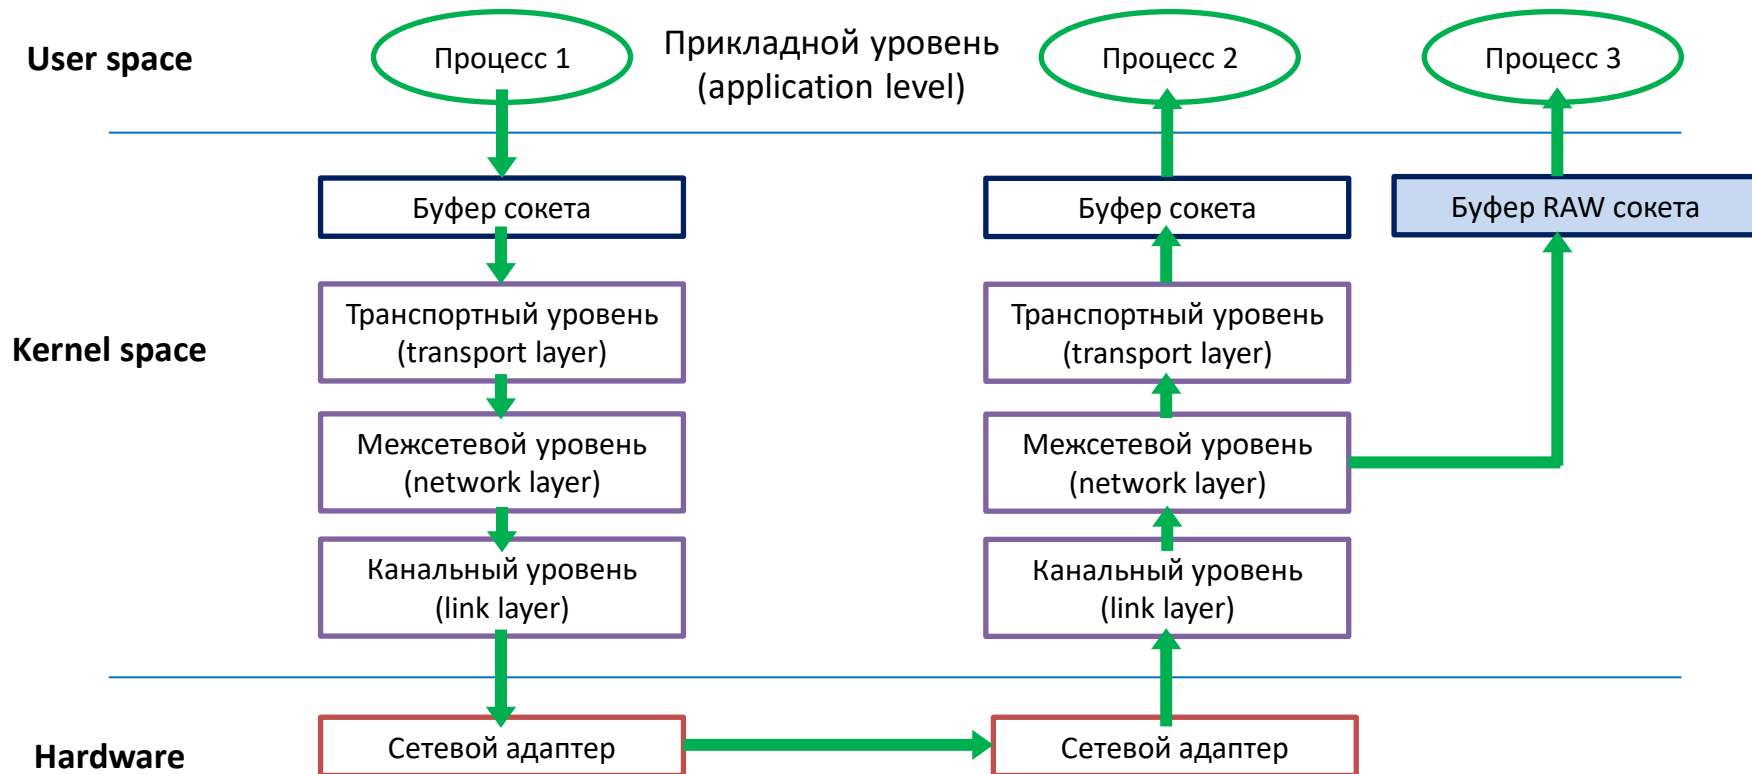 User space
Процесс 1
Прикладной уровень
(application level)
Процесс 2
Процесс 3
Буфер сокета
Буфер сокета
Буфер RAW сокета
Kernel space
Транспортный уровень
(transport layer)
Транспортный уровень
(transport layer)
Межсетевой уровень
(network layer)
Межсетевой уровень
(network layer)
Канальный уровень
(link layer)
Канальный уровень
(link layer)
Hardware
Сетевой адаптер
Сетевой адаптер